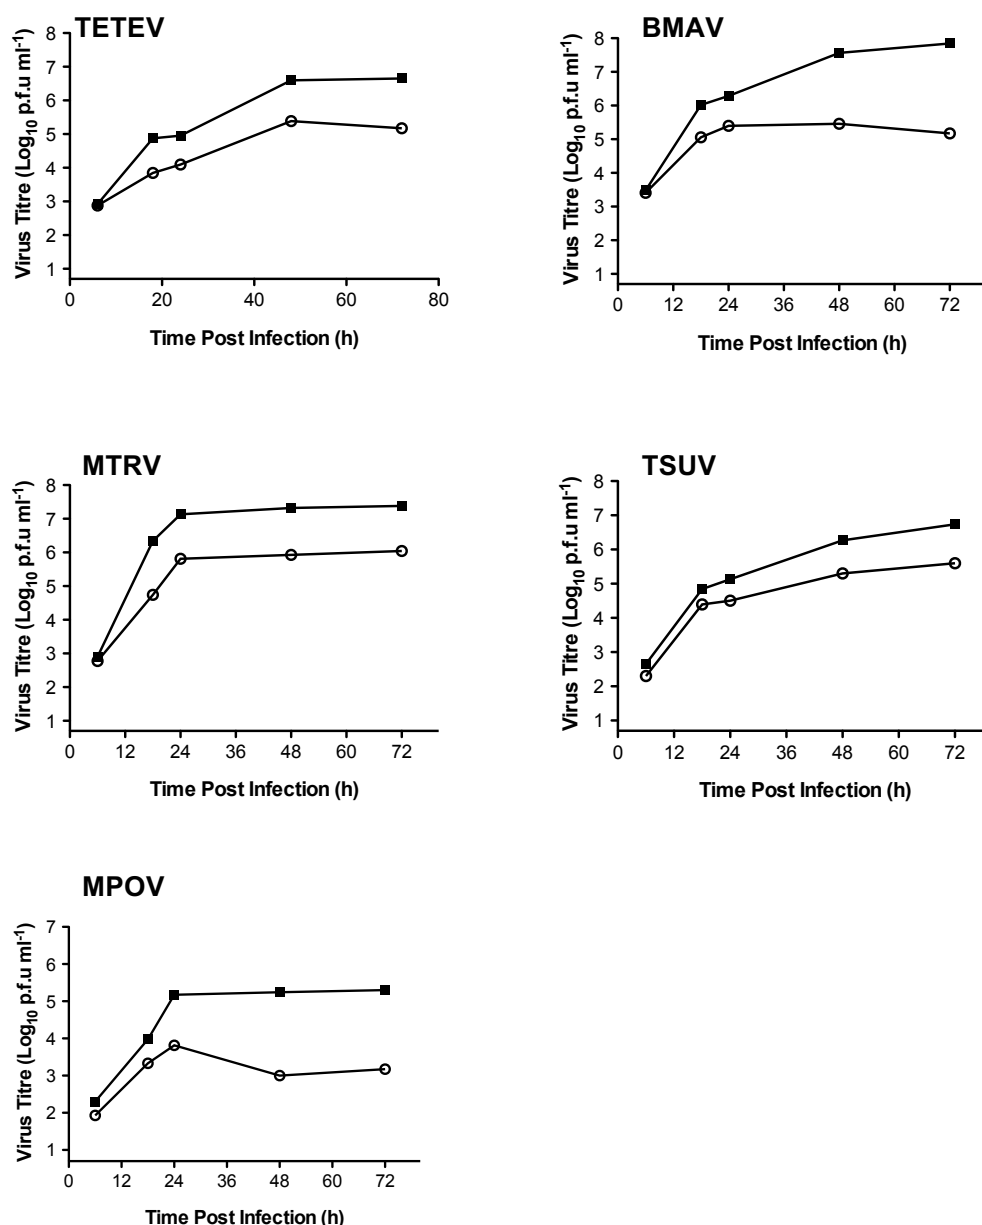 TETEV
Virus Titre (Log₁₀ p.f.u ml⁻¹)
8
7
6
5
4
3
2
1
0 20 40 60 80
Time Post Infection (h)
BMAV
Virus Titre (Log₁₀ p.f.u ml⁻¹)
8
7
6
5
4
3
2
1
0 12 24 36 48 60 72
Time Post Infection (h)
MTRV
Virus Titre (Log₁₀ p.f.u ml⁻¹)
8
7
6
5
4
3
2
1
0 12 24 36 48 60 72
Time Post Infection (h)
TSUV
Virus Titre (Log₁₀ p.f.u ml⁻¹)
8
7
6
5
4
3
2
1
0 12 24 36 48 60 72
Time Post Infection (h)
MPOV
Virus Titre (Log₁₀ p.f.u ml⁻¹)
7
6
5
4
3
2
1
0 12 24 36 48 60 72
Time Post Infection (h)